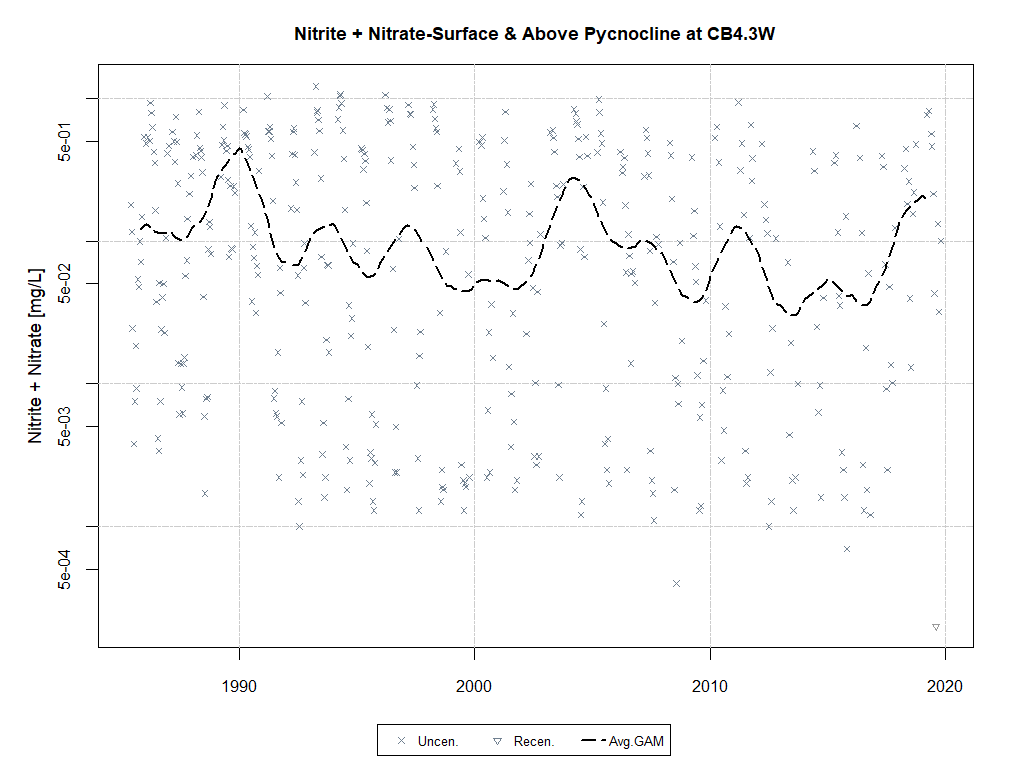 Nitrite + Nitrate-Surface & Above Pycnocline at CB4.3W
Nitrite + Nitrate [mg/L]
5e-01
5e-02
5e-03
5e-04
1990 2000 2010 2020
Uncen. Recen. Avg.GAM